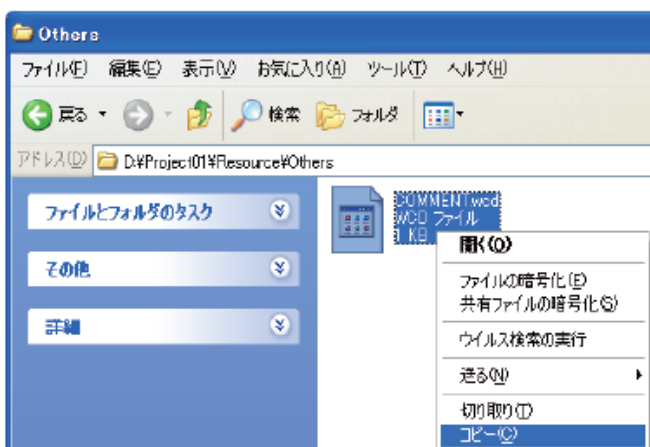 Others
ファイル(F) 編集(E) 表示(V) お気に入り(A) ツール(T) ヘルプ(H)
戻る 検索 フォルダ
アドレス(D) D:¥Project01¥Resource¥Others
ファイルとフォルダのタスク
その他
詳細
COMMENT.wcd
WCD ファイル
1 KB
開く(O)
ファイルの暗号化(E)
共有ファイルの暗号化(S)
ウイルス検索の実行
送る(N)
切り取り(T)
コピー(C)